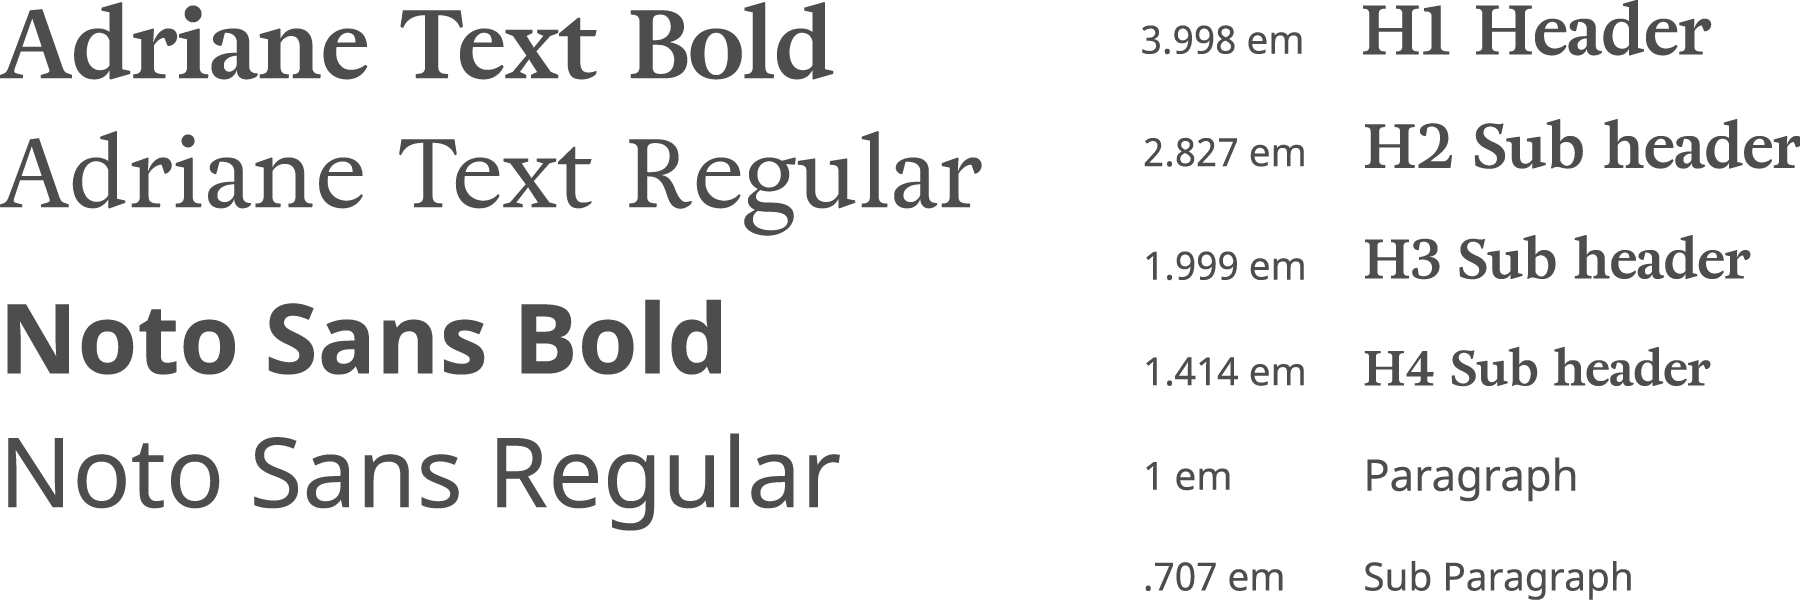 Adriane Text Bold
Adriane Text Regular
Noto Sans Bold
Noto Sans Regular
3.998 em H1 Header
2.827 em H2 Sub header
1.999 em H3 Sub header
1.414 em H4 Sub header
1 em Paragraph
.707 em Sub Paragraph